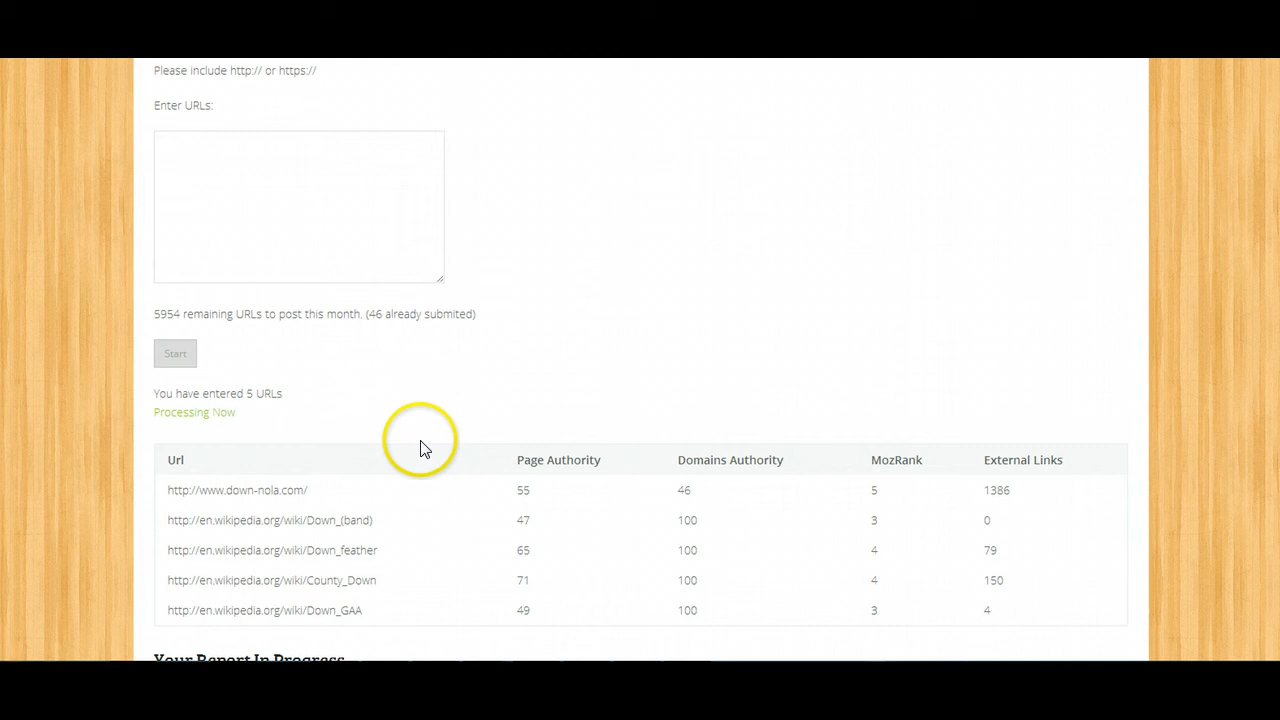 Please include http:// or https://
Enter URLs:
5954 remaining URLs to post this month. (46 already submited)
Start
You have entered 5 URLs
Processing Now
Url Page Authority Domains Authority MozRank External Links
http://www.down-nola.com/ 55 46 5 1386
http://en.wikipedia.org/wiki/Down_(band) 47 100 3 0
http://en.wikipedia.org/wiki/Down_feather 65 100 4 79
http://en.wikipedia.org/wiki/County_Down 71 100 4 150
http://en.wikipedia.org/wiki/Down_GAA 49 100 3 4
Your Report In Progress